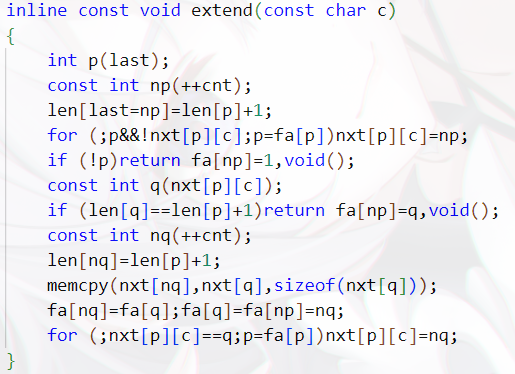 inline const void extend(const char c)
{
    int p(last);
    const int np(++cnt);
    len[last=np]=len[p]+1;
    for (;p&&!nxt[p][c];p=fa[p])nxt[p][c]=np;
    if (!p)return fa[np]=1,void();
    const int q(nxt[p][c]);
    if (len[q]==len[p]+1)return fa[np]=q,void();
    const int nq(++cnt);
    len[nq]=len[p]+1;
    memcpy(nxt[nq],nxt[q],sizeof(nxt[q]));
    fa[nq]=fa[q];fa[q]=fa[np]=nq;
    for (;nxt[p][c]==q;p=fa[p])nxt[p][c]=nq;
}